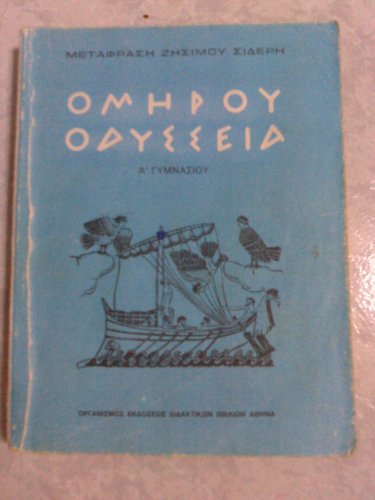 ΜΕΤΑΦΡΑΣΗ ΖΗΣΙΜΟΥ ΣΙΔΕΡΗ
ΟΜΗΡΟΥ
ΟΔΥΣΣΕΙΑ
Α' ΓΥΜΝΑΣΙΟΥ
ΟΡΓΑΝΙΣΜΟΣ ΕΚΔΟΣΕΩΣ ΔΙΔΑΚΤΙΚΩΝ ΒΙΒΛΙΩΝ ΑΘΗΝΑ